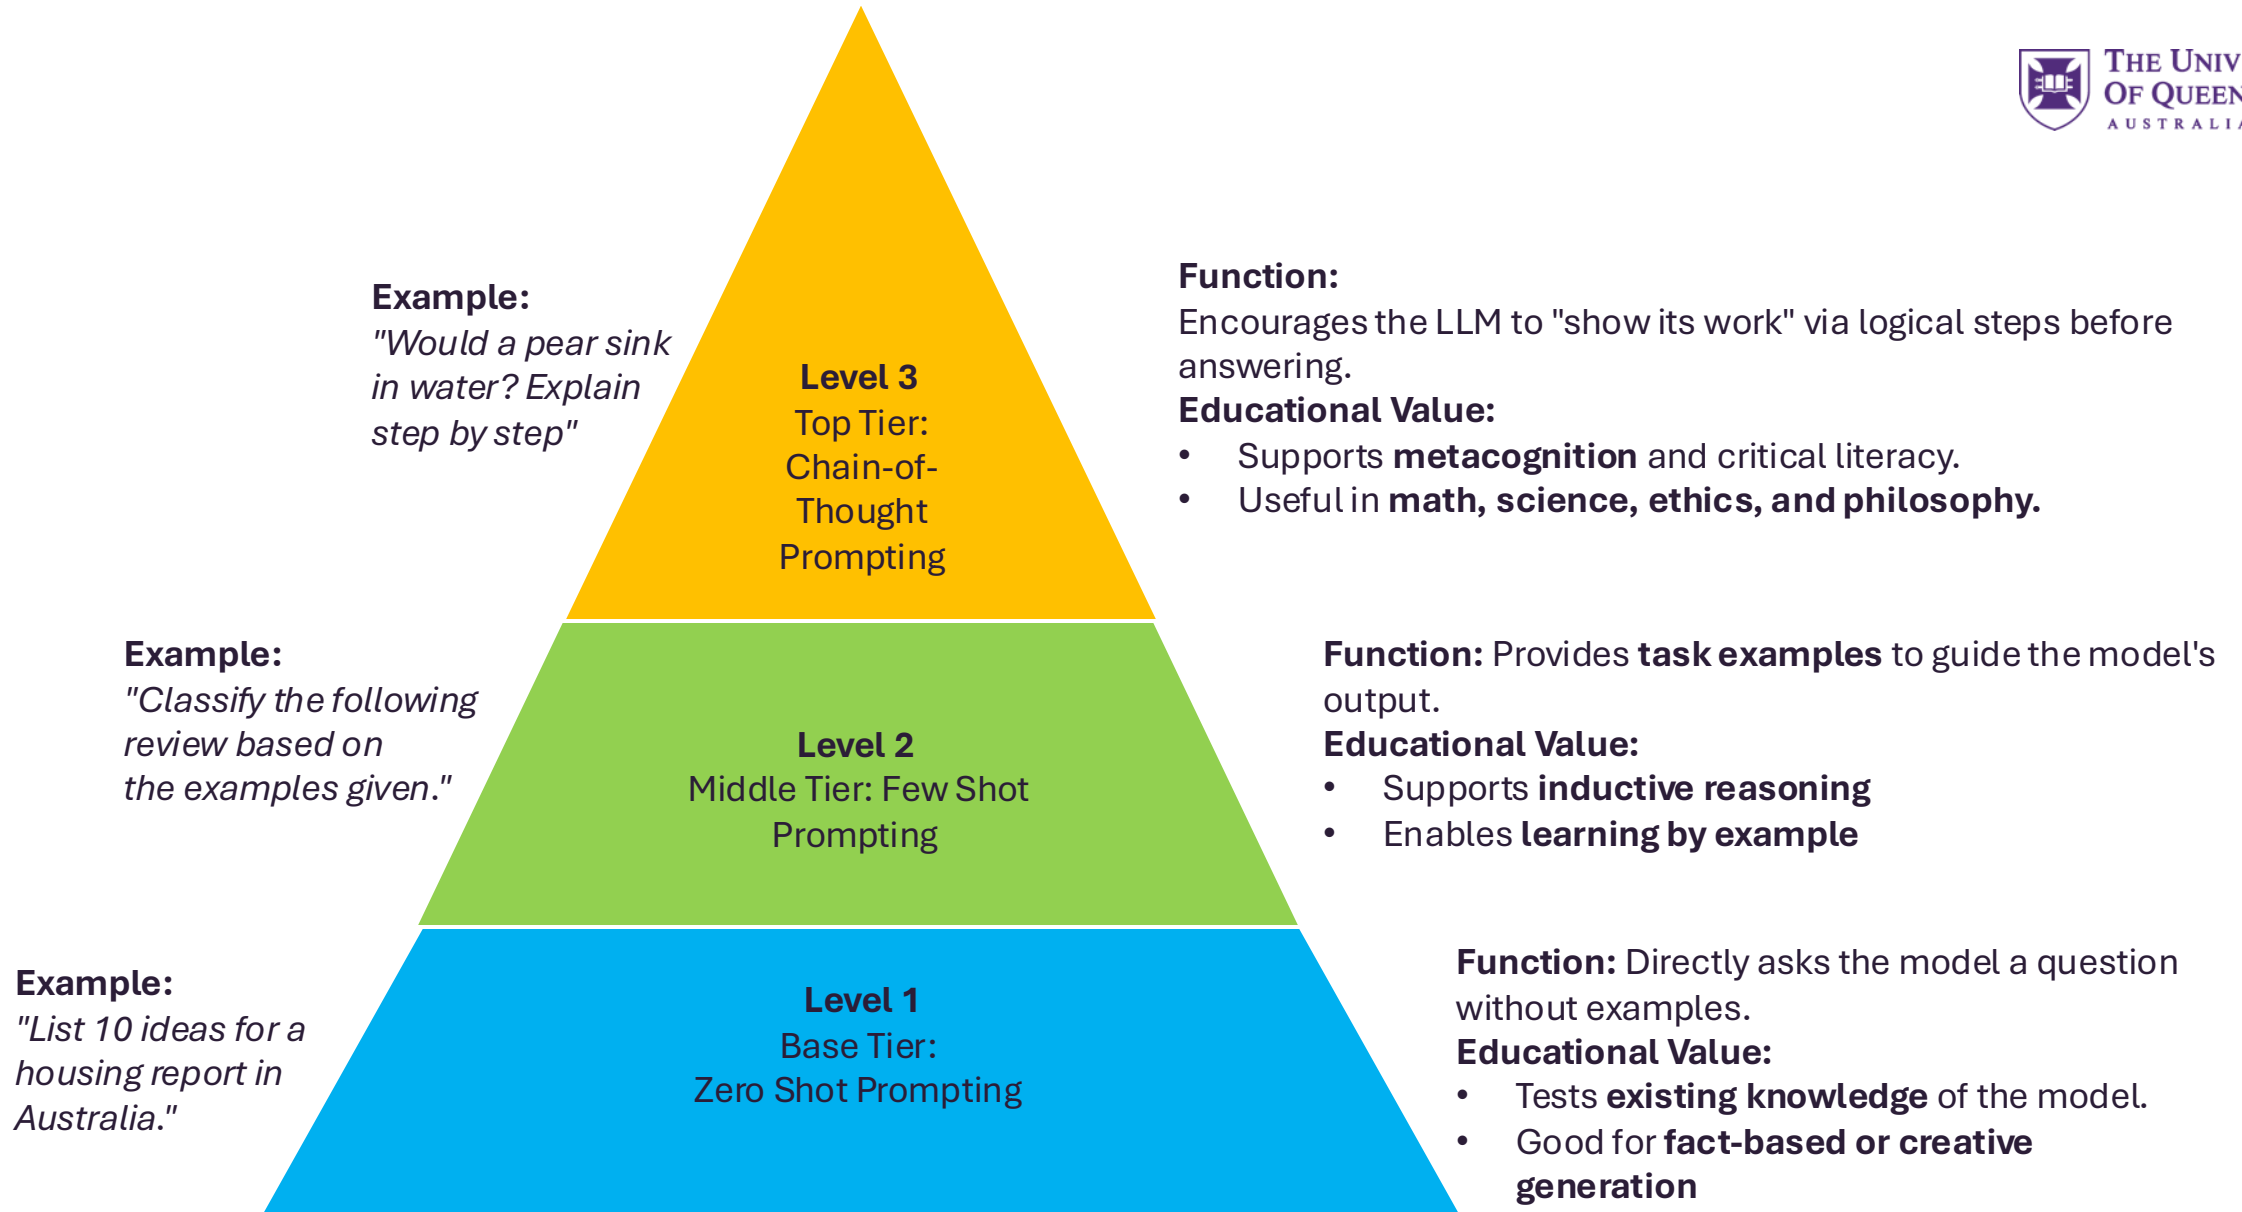 THE UNIV
OF QUEEN
AUSTRALIA
Example:
"Would a pear sink
in water? Explain
step by step"
Level 3
Top Tier:
Chain-of-
Thought
Prompting
Function:
Encourages the LLM to "show its work" via logical steps before
answering.
Educational Value:
• Supports metacognition and critical literacy.
• Useful in math, science, ethics, and philosophy.
Example:
"Classify the following
review based on
the examples given."
Level 2
Middle Tier: Few Shot
Prompting
Function: Provides task examples to guide the model's
output.
Educational Value:
• Supports inductive reasoning
• Enables learning by example
Example:
"List 10 ideas for a
housing report in
Australia."
Level 1
Base Tier:
Zero Shot Prompting
Function: Directly asks the model a question
without examples.
Educational Value:
• Tests existing knowledge of the model.
• Good for fact-based or creative
generation